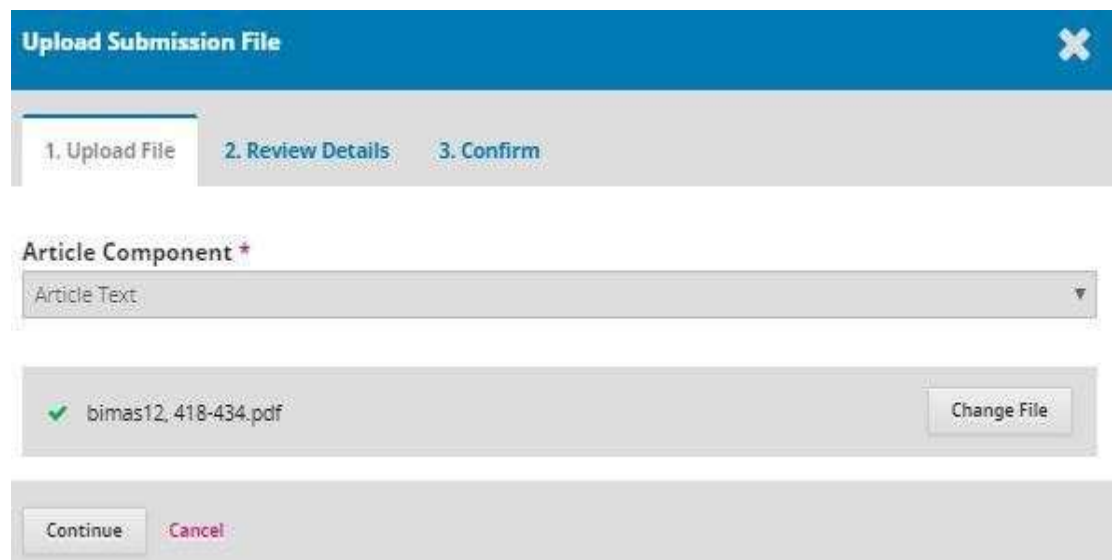 Upload Submission File
1. Upload File 2. Review Details 3. Confirm
Article Component *
Article Text
bimas12, 418-434.pdf Change File
Continue Cancel